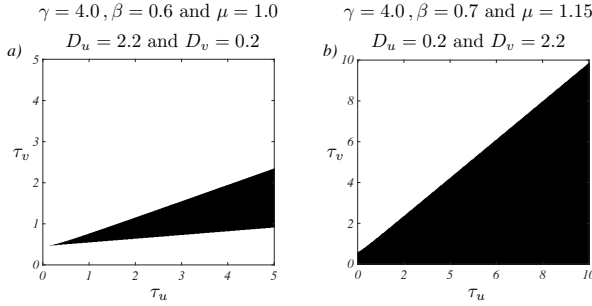 γ = 4.0 , β = 0.6 and μ = 1.0
D_u = 2.2 and D_v = 0.2
a)
5
4
3
2
1
0
τ_v
0 1 2 3 4 5
τ_u
γ = 4.0 , β = 0.7 and μ = 1.15
D_u = 0.2 and D_v = 2.2
b)
10
8
6
4
2
0
τ_v
0 2 4 6 8 10
τ_u